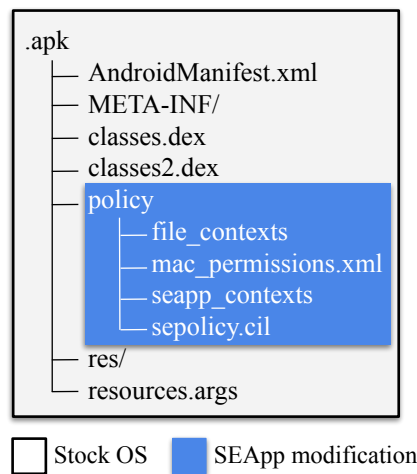 .apk
AndroidManifest.xml
META-INF/
classes.dex
classes2.dex
policy
file_contexts
mac_permissions.xml
seapp_contexts
sepolicy.cil
res/
resources.args
Stock OS
SEApp modification